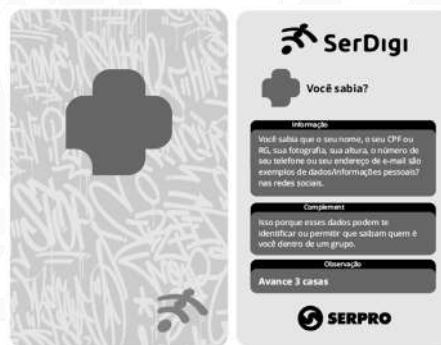 SerDigi
Você sabia?
Informação
Você sabia que o seu nome, o seu CPF ou
RG, sua fotografia, sua altura, o número de
seu telefone ou seu endereço de e-mail são
exemplos de dados/informações pessoais?
nas redes sociais.
Complement
Isso porque esses dados podem te
identificar ou permitir que saibam quem é
você dentro de um grupo.
Observação
Avance 3 casas
SERPRO